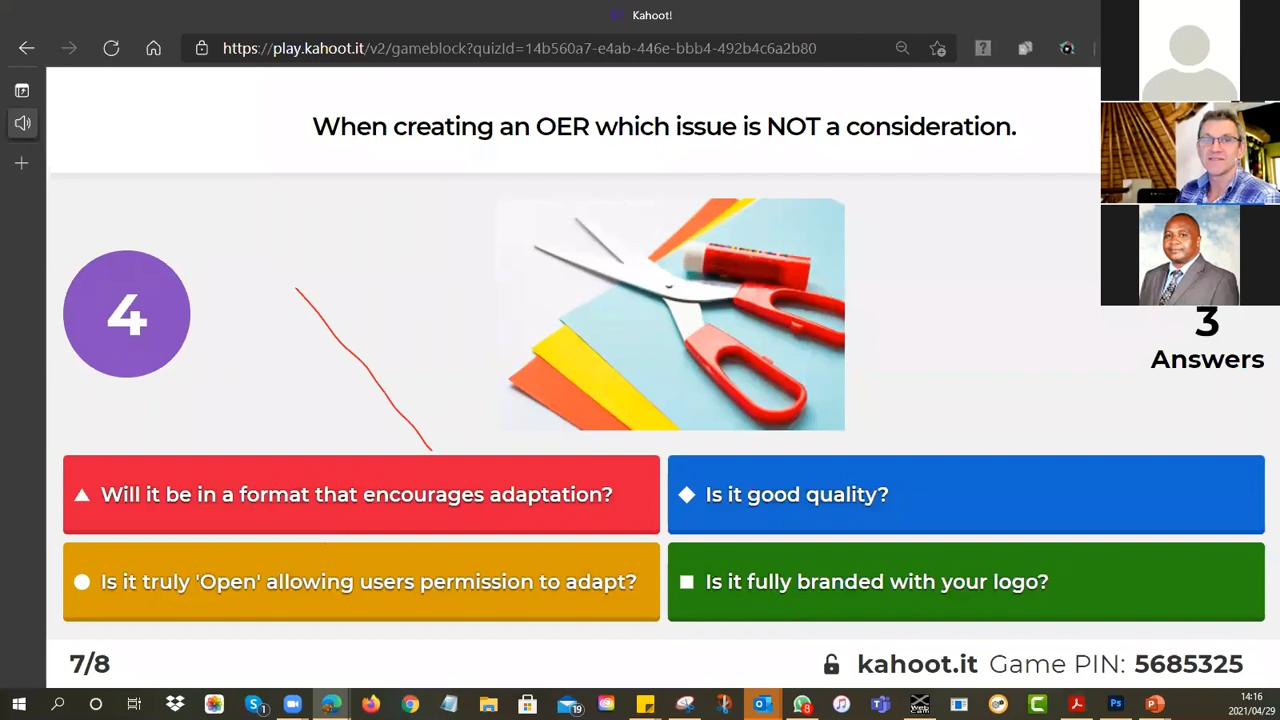 Kahoot!
https://play.kahoot.it/v2/gameblock?quizId=14b560a7-e4ab-446e-bbb4-492b4c6a2b80
When creating an OER which issue is NOT a consideration.
4
3
Answers
Will it be in a format that encourages adaptation?
Is it good quality?
Is it truly 'Open' allowing users permission to adapt?
Is it fully branded with your logo?
7/8
kahoot.it Game PIN: 5685325
14:16
2021/04/29
1
19
8